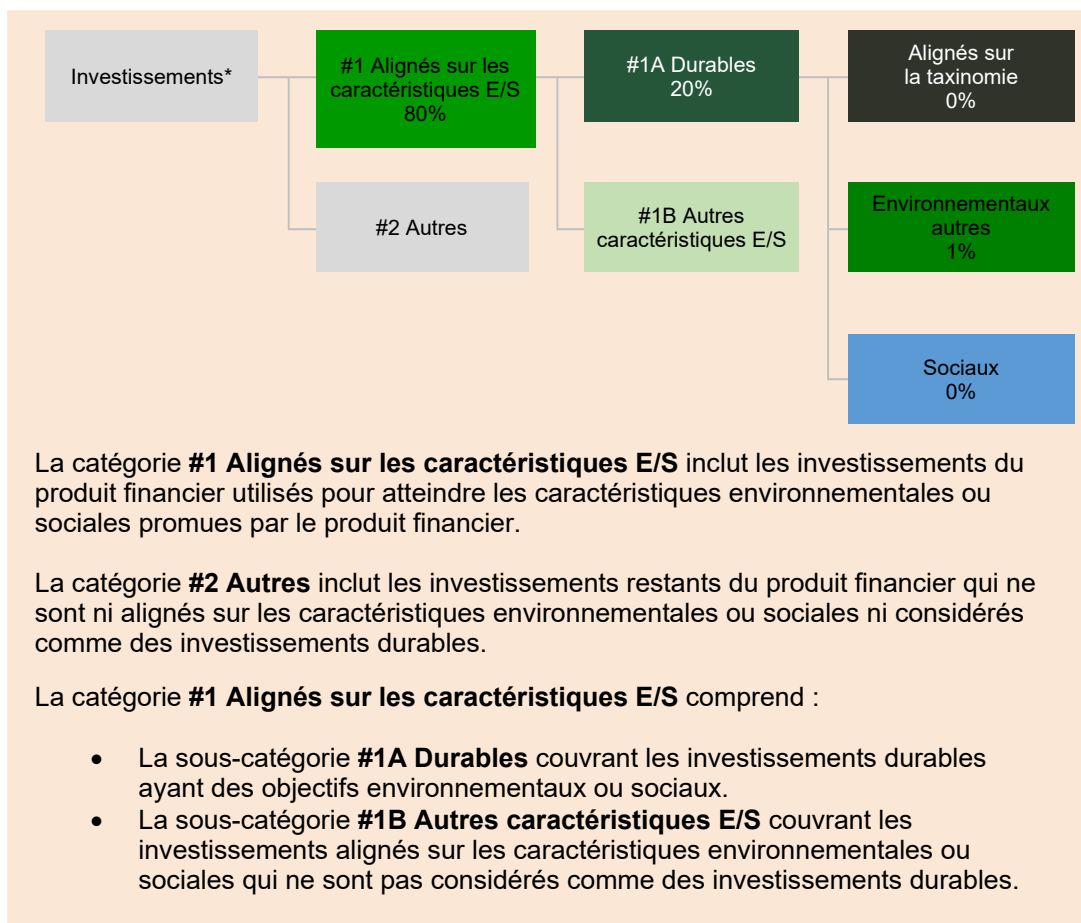 Investissements*
#1 Alignés sur les
caractéristiques E/S
80%
#1A Durables
20%
Alignés sur
la taxinomie
0%
#2 Autres
#1B Autres
caractéristiques E/S
Environnementaux
autres
1%
Sociaux
0%
La catégorie #1 Alignés sur les caractéristiques E/S inclut les investissements du
produit financier utilisés pour atteindre les caractéristiques environnementales ou
sociales promues par le produit financier.
La catégorie #2 Autres inclut les investissements restants du produit financier qui ne
sont ni alignés sur les caractéristiques environnementales ou sociales ni considérés
comme des investissements durables.
La catégorie #1 Alignés sur les caractéristiques E/S comprend :
• La sous-catégorie #1A Durables couvrant les investissements durables
ayant des objectifs environnementaux ou sociaux.
• La sous-catégorie #1B Autres caractéristiques E/S couvrant les
investissements alignés sur les caractéristiques environnementales ou
sociales qui ne sont pas considérés comme des investissements durables.